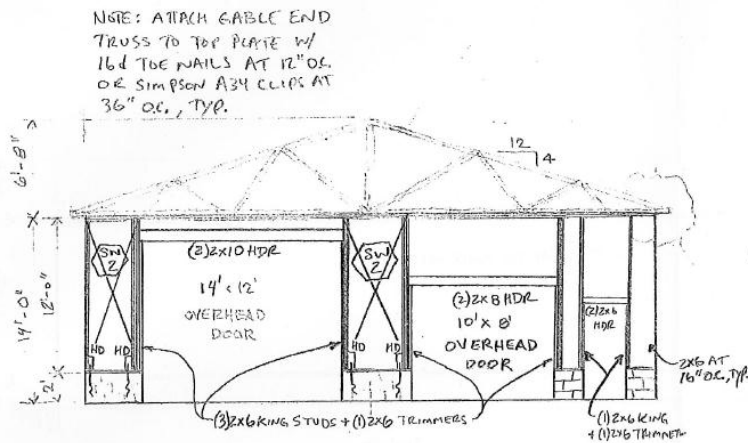 NOTE: ATTACH GABLE END
TRUSS TO TOP PLATE W/
16d TOE NAILS AT 12" O.C.
OR SIMPSON A34 CLIPS AT
36" O.C., TYP.
6'-8"
12
4
14'-0"
12'-0"
2'
SW
2
HD HD
(2)2x10 HDR
14' x 12'
OVERHEAD
DOOR
SW
2
HD HD
(2)2x8 HDR
10' x 8'
OVERHEAD
DOOR
(2)2x6
HDR
2x6 AT
16" O.C., TYP.
(3)2x6 KING STUDS + (1)2x6 TRIMMERS
(1)2x6 KING
+ (1)2x6 TRIMMER